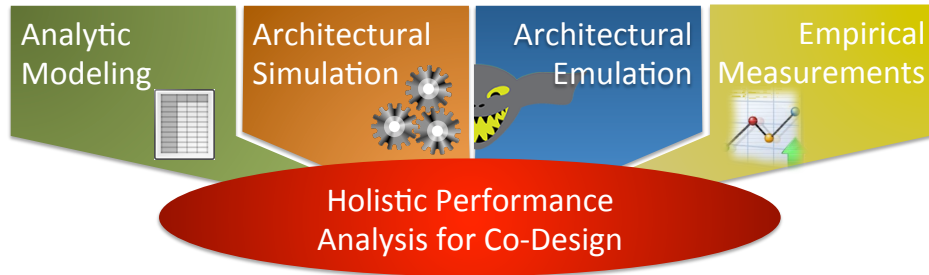 Analytic
Modeling
Architectural
Simulation
Architectural
Emulation
Empirical
Measurements
Holistic Performance
Analysis for Co-Design